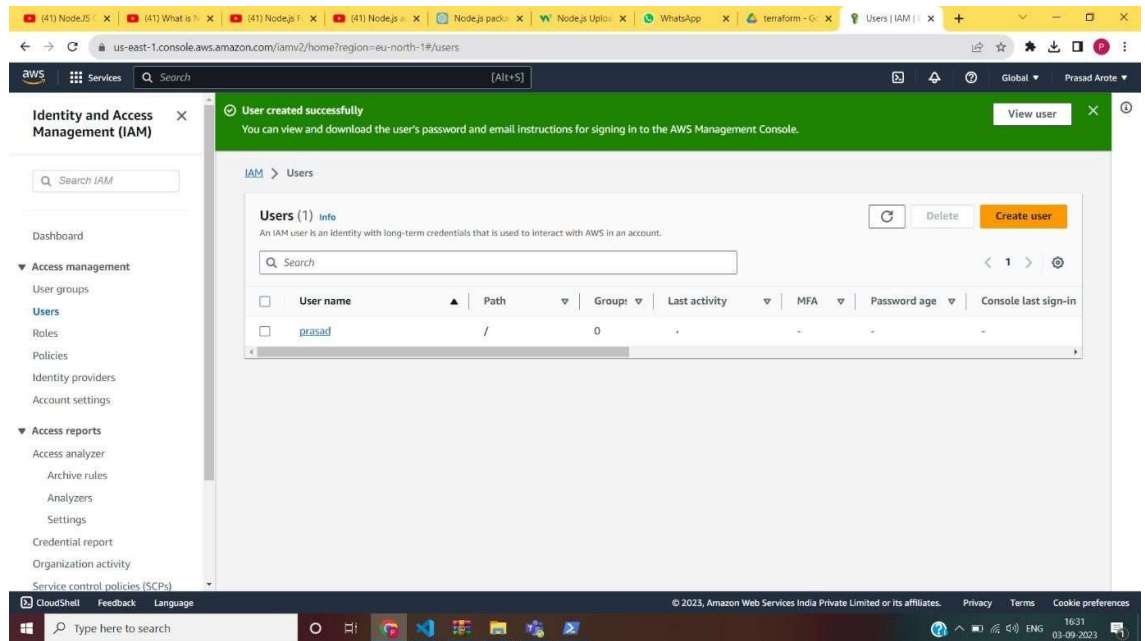 (41) NodeJS
(41) What is N
(41) Node.js F
(41) Node.js a
Node.js packa
Node.js Uploa
WhatsApp
terraform - G
Users | IAM |
us-east-1.console.aws.amazon.com/iamv2/home?region=eu-north-1#/users
P
aws
Services
Search
[Alt+S]
Global
Prasad Arote
Identity and Access
Management (IAM)
Search IAM
Dashboard
Access management
User groups
Users
Roles
Policies
Identity providers
Account settings
Access reports
Access analyzer
Archive rules
Analyzers
Settings
Credential report
Organization activity
Service control policies (SCPs)
User created successfully
You can view and download the user's password and email instructions for signing in to the AWS Management Console.
View user
IAM > Users
Users (1) Info
An IAM user is an identity with long-term credentials that is used to interact with AWS in an account.
Delete
Create user
Search
< 1 >
User name
Path
Group:
Last activity
MFA
Password age
Console last sign-in
prasad / 0 - - - -
CloudShell Feedback Language
© 2023, Amazon Web Services India Private Limited or its affiliates. Privacy Terms Cookie preferences
Type here to search
ENG
16:31
03-09-2023
1